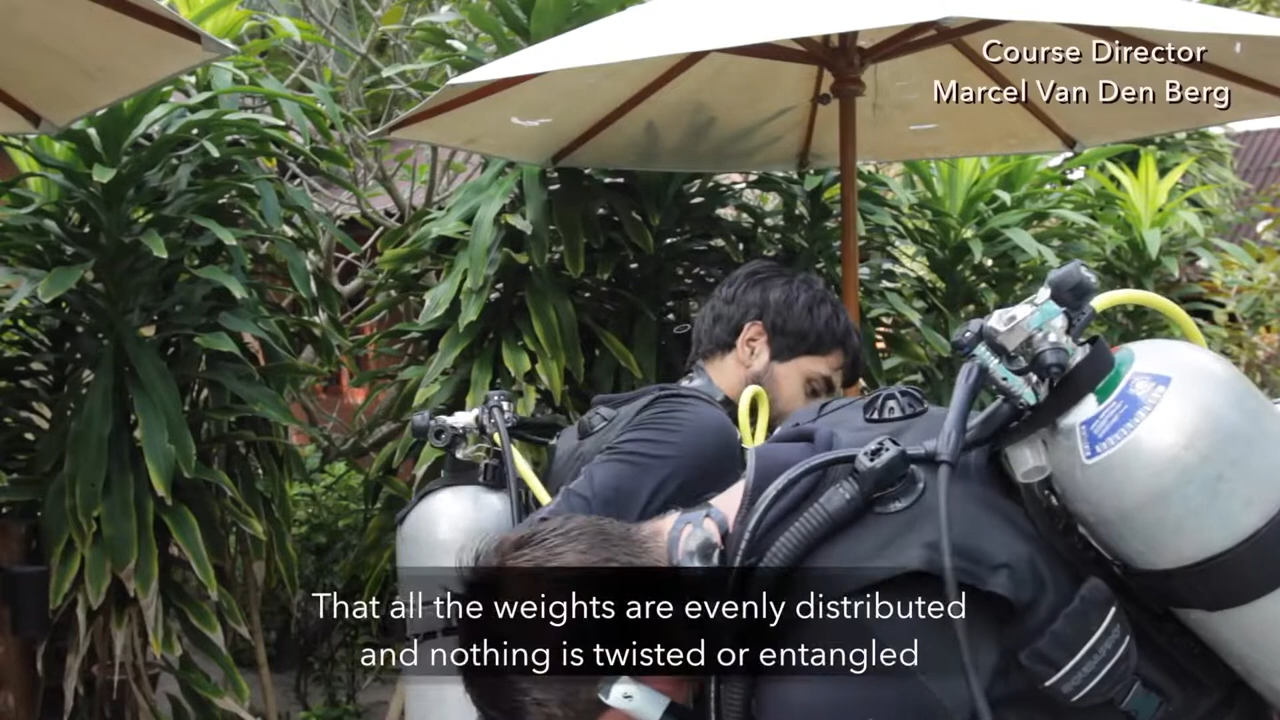 Course Director
Marcel Van Den Berg
That all the weights are evenly distributed
and nothing is twisted or entangled